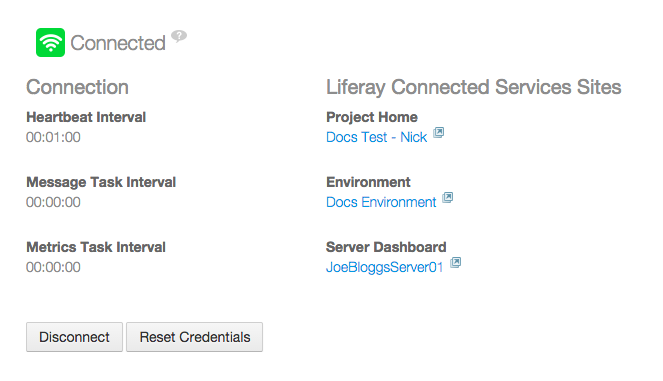 Connected
Connection
Heartbeat Interval
00:01:00
Message Task Interval
00:00:00
Metrics Task Interval
00:00:00
Liferay Connected Services Sites
Project Home
Docs Test - Nick
Environment
Docs Environment
Server Dashboard
JoeBloggsServer01
Disconnect
Reset Credentials